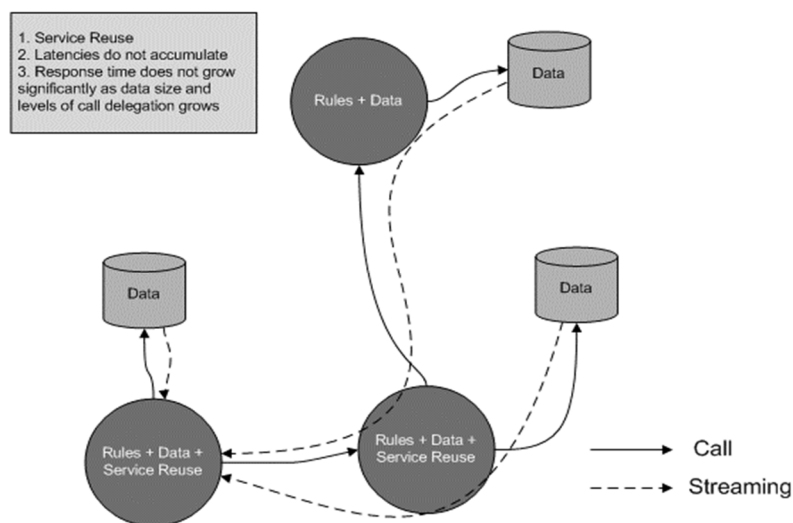 1. Service Reuse
2. Latencies do not accumulate
3. Response time does not grow
significantly as data size and
levels of call delegation grows
Rules + Data
Data
Data
Data
Rules + Data +
Service Reuse
Rules + Data +
Service Reuse
Call
Streaming